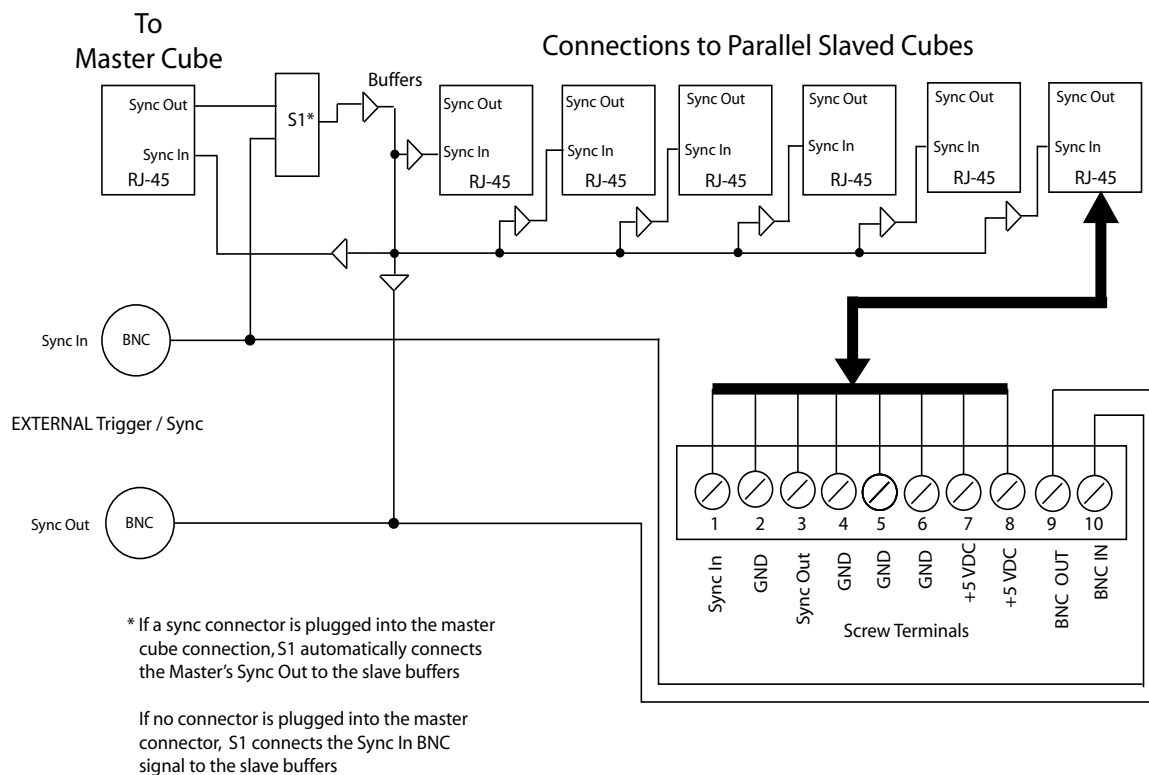 To
Master Cube
Connections to Parallel Slaved Cubes
Sync Out
Sync In
RJ-45
S1*
Buffers
Sync Out
Sync In
RJ-45
Sync Out
Sync In
RJ-45
Sync Out
Sync In
RJ-45
Sync Out
Sync In
RJ-45
Sync Out
Sync In
RJ-45
Sync Out
Sync In
RJ-45
Sync In
BNC
EXTERNAL Trigger / Sync
Sync Out
BNC
1
2
3
4
5
6
7
8
9
10
Sync In
GND
Sync Out
GND
GND
GND
+5 VDC
+5 VDC
BNC OUT
BNC IN
Screw Terminals
* If a sync connector is plugged into the master
cube connection, S1 automatically connects
the Master's Sync Out to the slave buffers
If no connector is plugged into the master
connector, S1 connects the Sync In BNC
signal to the slave buffers